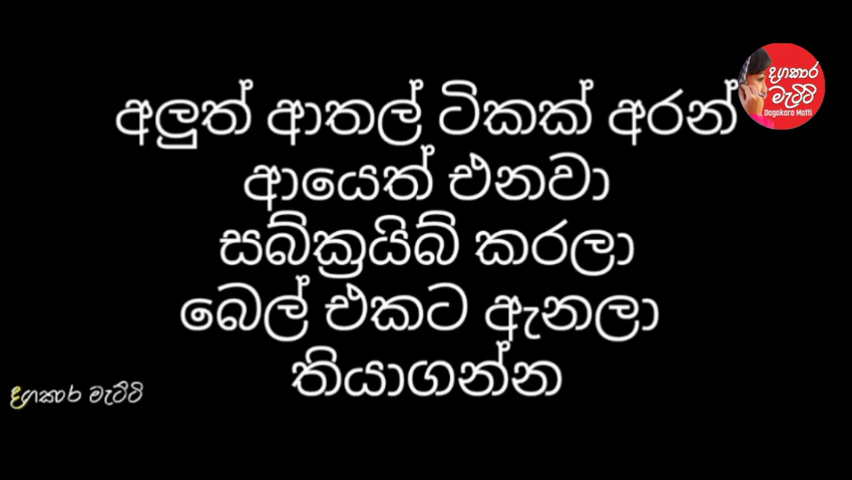 දගකාර
මැට්ටි
Dagakara Matti
අලුත් ආතල් ටිකක් අරන්
ආයෙත් එනවා
සබ්ක්‍රයිබ් කරලා
බෙල් එකට ඇනලා
තියාගන්න
දගකාර මැට්ටි